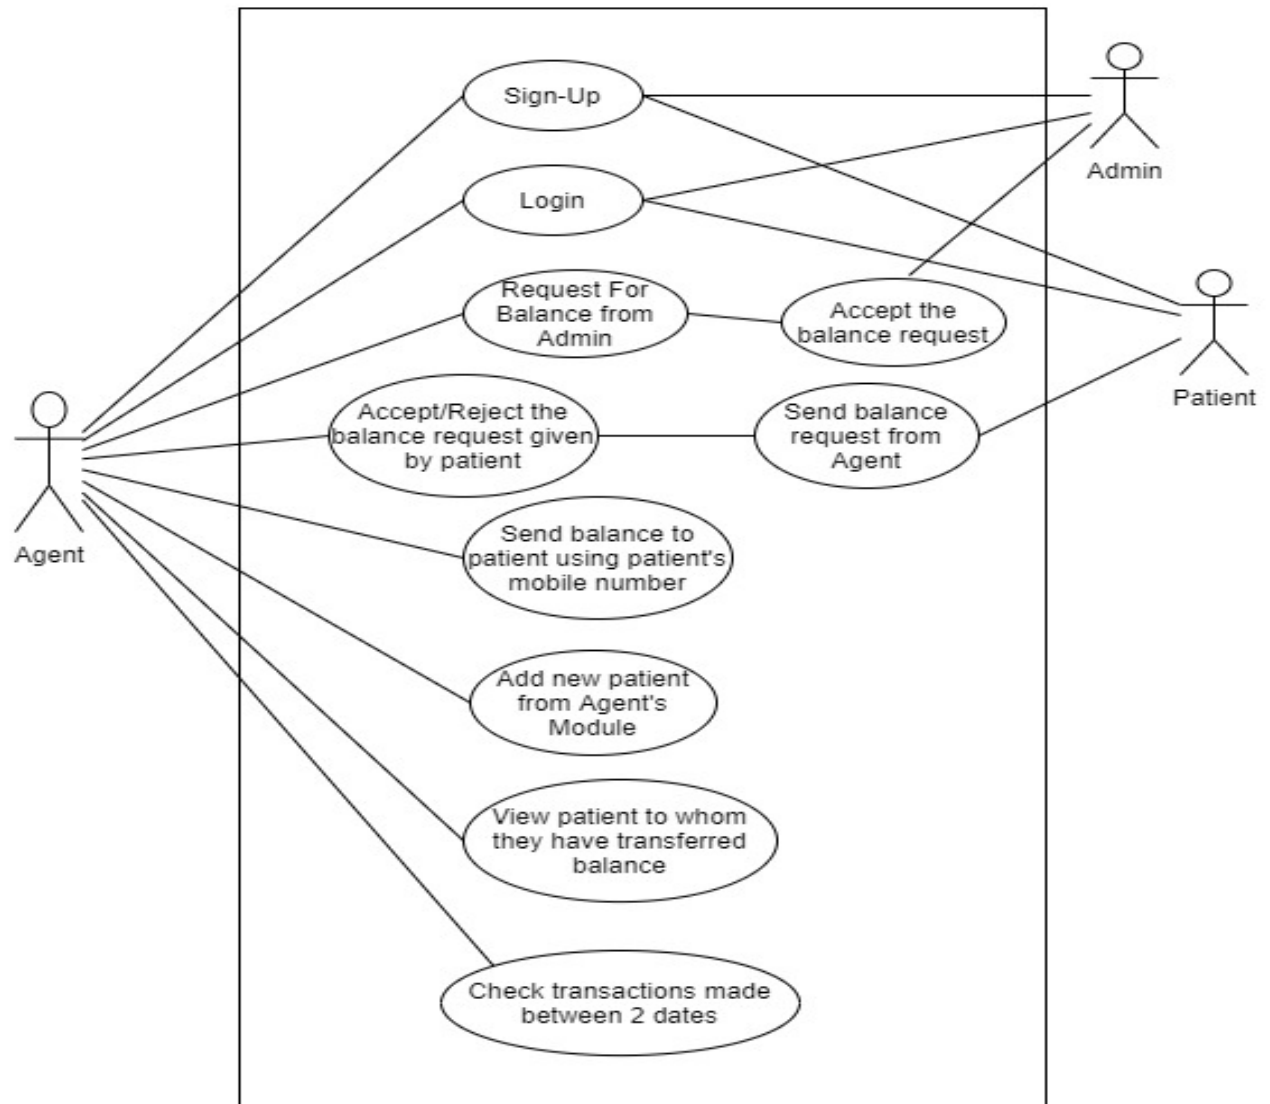 Sign-Up
Admin
Login
Request For
Balance from
Admin
Accept the
balance request
Patient
Accept/Reject the
balance request given
by patient
Send balance
request from
Agent
Agent
Send balance to
patient using patient's
mobile number
Add new patient
from Agent's
Module
View patient to whom
they have transferred
balance
Check transactions made
between 2 dates